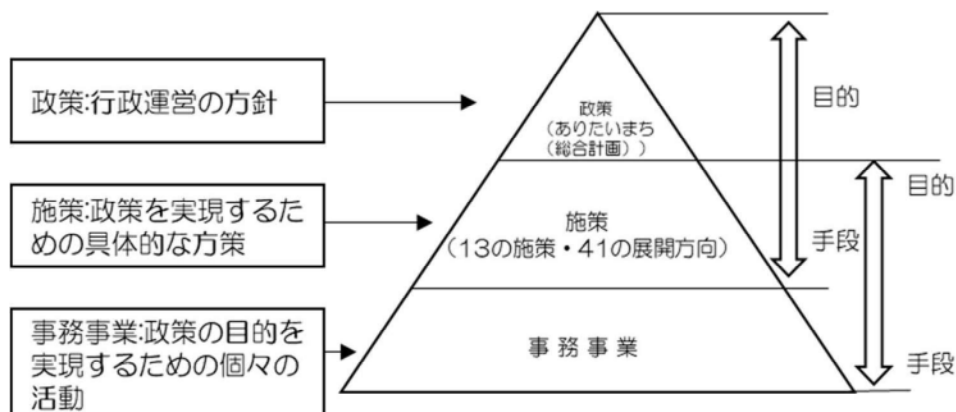 政策:行政運営の方針
施策:政策を実現するた
めの具体的な方策
事務事業:政策の目的を
実現するための個々の
活動
政策
(ありたいまち
(総合計画))
施策
(13の施策・41の展開方向)
事務事業
目的
手段
目的
手段